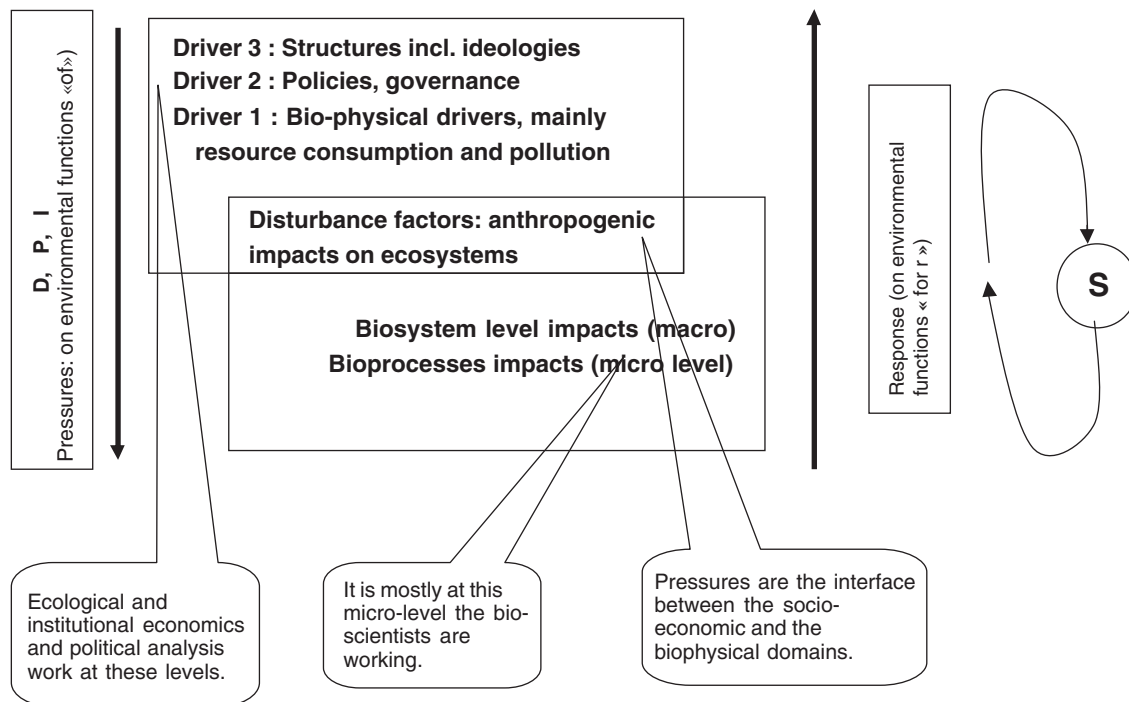 D, P, I
Pressures: on environmental functions «of»)
Driver 3 : Structures incl. ideologies
Driver 2 : Policies, governance
Driver 1 : Bio-physical drivers, mainly
resource consumption and pollution
Disturbance factors: anthropogenic
impacts on ecosystems
Biosystem level impacts (macro)
Bioprocesses impacts (micro level)
Response (on environmental
functions « for r »)
S
Ecological and
institutional economics
and political analysis
work at these levels.
It is mostly at this
micro-level the bio-
scientists are
working.
Pressures are the interface
between the socio-
economic and the
biophysical domains.